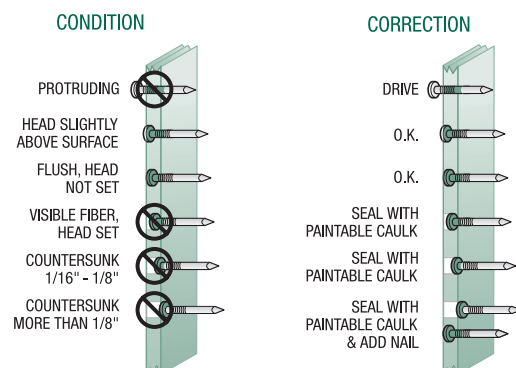 CONDITION
PROTRUDING
HEAD SLIGHTLY
ABOVE SURFACE
FLUSH, HEAD
NOT SET
VISIBLE FIBER,
HEAD SET
COUNTERSUNK
1/16" - 1/8"
COUNTERSUNK
MORE THAN 1/8"
CORRECTION
DRIVE
O.K.
O.K.
SEAL WITH
PAINTABLE CAULK
SEAL WITH
PAINTABLE CAULK
SEAL WITH
PAINTABLE CAULK
& ADD NAIL